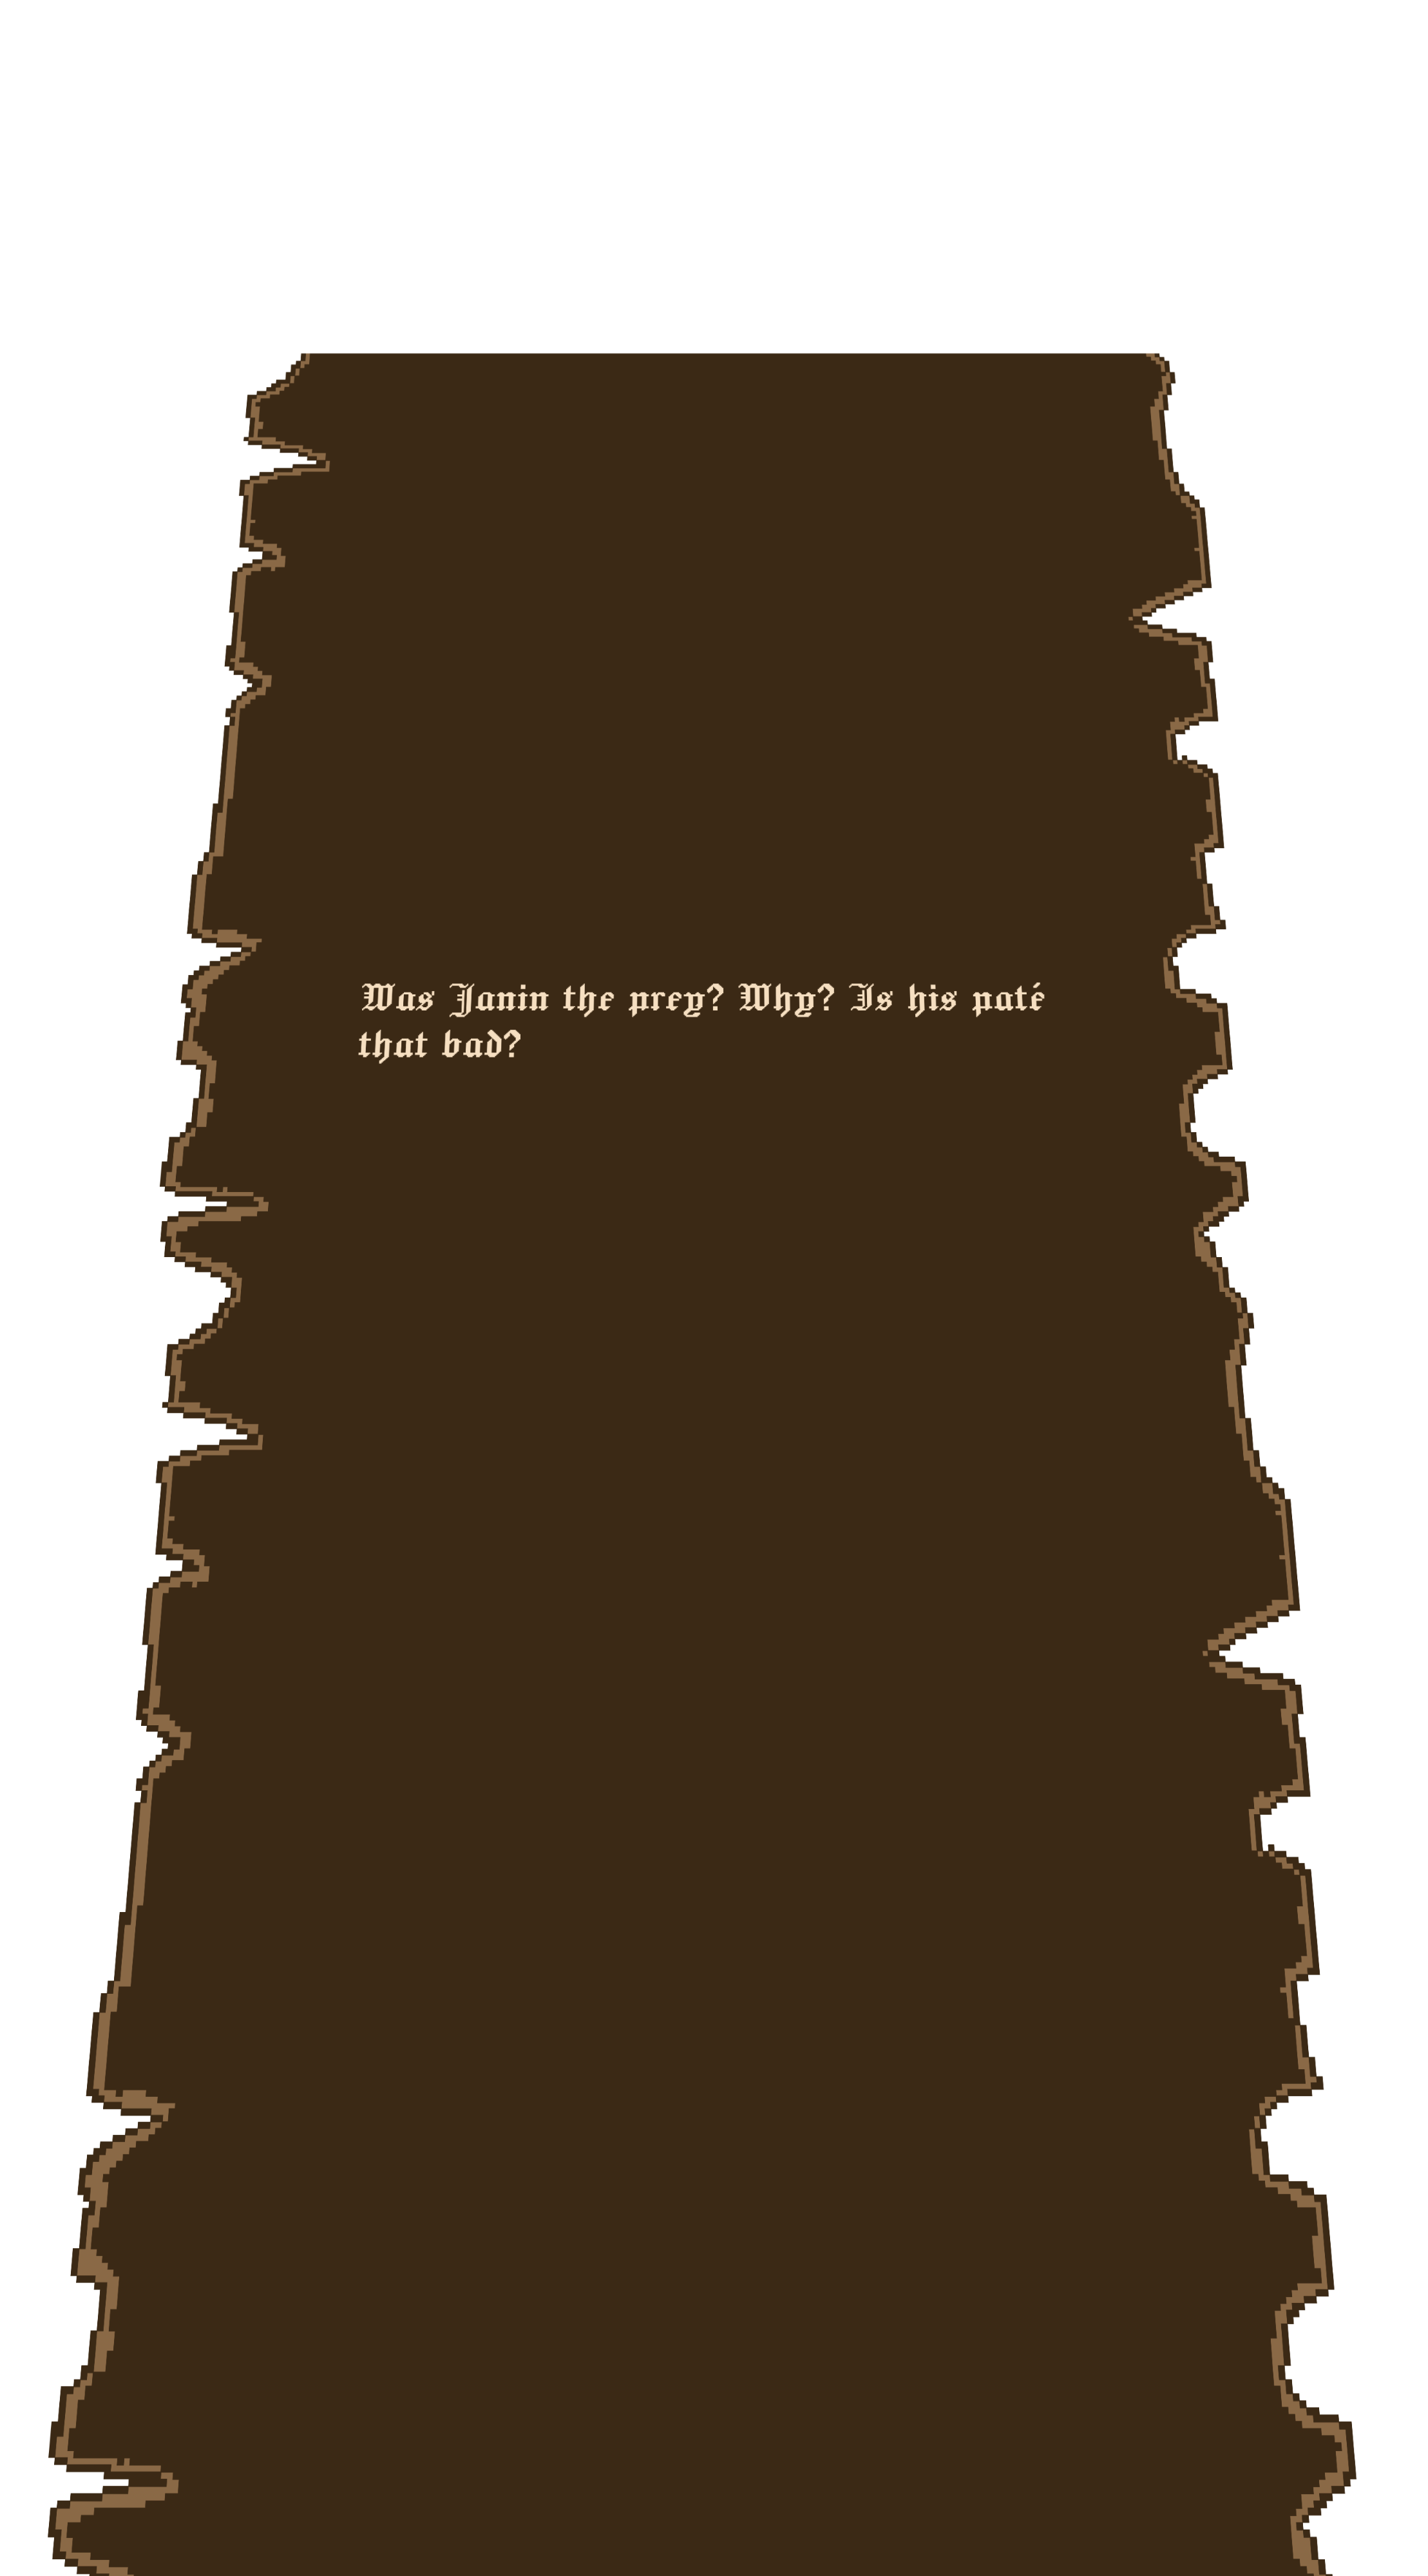 Was Janin the prey? Why? Is his paté
that bad?